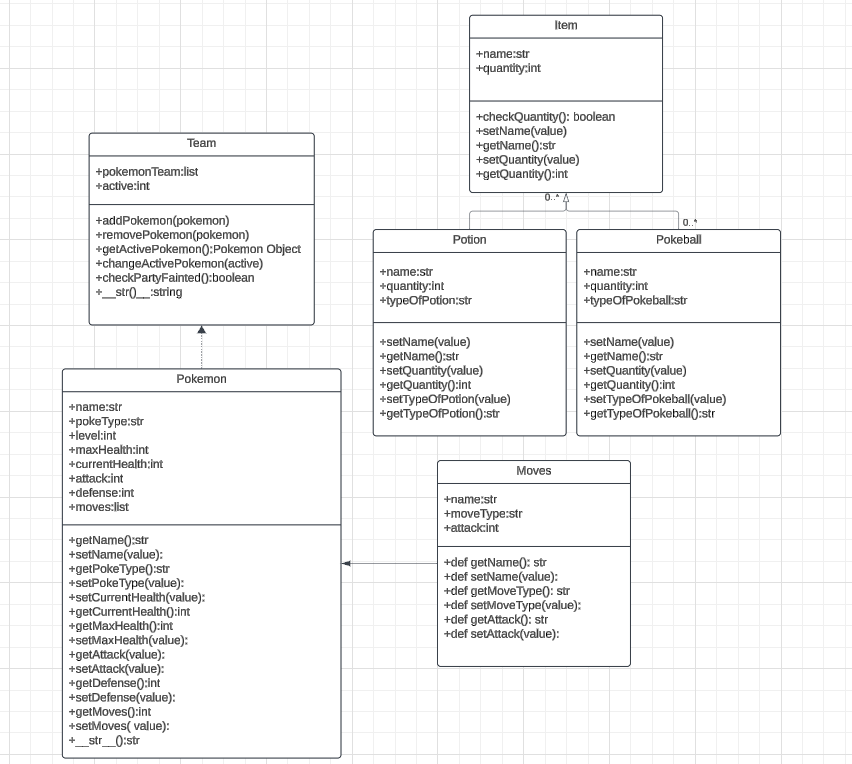 Item
+name:str
+quantity:int
+checkQuantity(): boolean
+setName(value)
+getName():str
+setQuantity(value)
+getQuantity():int
Team
+pokemonTeam:list
+active:int
+addPokemon(pokemon)
+removePokemon(pokemon)
+getActivePokemon():Pokemon Object
+changeActivePokemon(active)
+checkPartyFainted():boolean
+__str()__:string
0..*
0..*
Potion
+name:str
+quantity:int
+typeOfPotion:str
+setName(value)
+getName():str
+setQuantity(value)
+getQuantity():int
+setTypeOfPotion(value)
+getTypeOfPotion():str
Pokeball
+name:str
+quantity:int
+typeOfPokeball:str
+setName(value)
+getName():str
+setQuantity(value)
+getQuantity():int
+setTypeOfPokeball(value)
+getTypeOfPokeball():str
Pokemon
+name:str
+pokeType:str
+level:int
+maxHealth:int
+currentHealth:int
+attack:int
+defense:int
+moves:list
+getName():str
+setName(value):
+getPokeType():str
+setPokeType(value):
+setCurrentHealth(value):
+getCurrentHealth():int
+getMaxHealth():int
+setMaxHealth(value):
+getAttack(value):
+setAttack(value):
+getDefense():int
+setDefense(value):
+getMoves():int
+setMoves( value):
+__str__():str
Moves
+name:str
+moveType:str
+attack:int
+def getName(): str
+def setName(value):
+def getMoveType(): str
+def setMoveType(value):
+def getAttack(): str
+def setAttack(value):